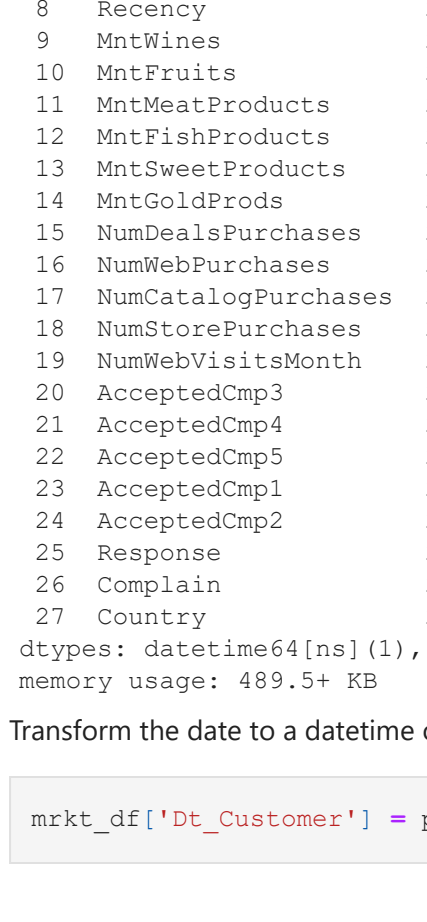 8 Recency
9 MntWines
10 MntFruits
11 MntMeatProducts
12 MntFishProducts
13 MntSweetProducts
14 MntGoldProds
15 NumDealsPurchases
16 NumWebPurchases
17 NumCatalogPurchases
18 NumStorePurchases
19 NumWebVisitsMonth
20 AcceptedCmp3
21 AcceptedCmp4
22 AcceptedCmp5
23 AcceptedCmp1
24 AcceptedCmp2
25 Response
26 Complain
27 Country
dtypes: datetime64[ns](1),
memory usage: 489.5+ KB
Transform the date to a datetime
mrkt_df['Dt_Customer'] = p